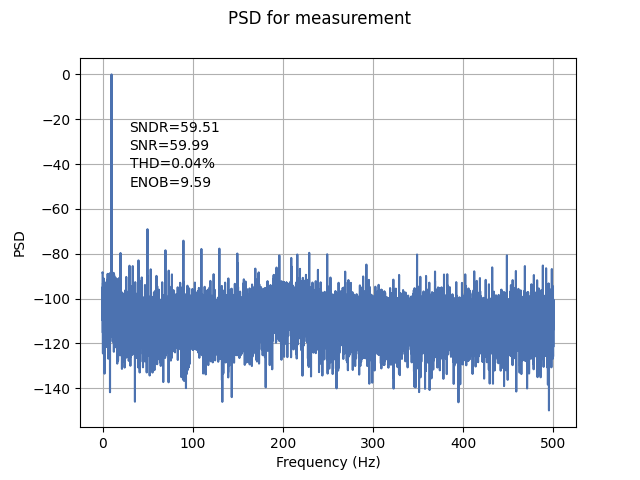 PSD for measurement
0
−20
−40
−60
−80
−100
−120
−140
PSD
SNDR=59.51
SNR=59.99
THD=0.04%
ENOB=9.59
0 100 200 300 400 500
Frequency (Hz)